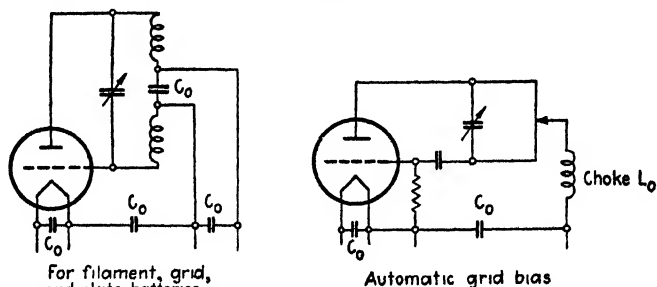 C₀
C₀
C₀
C₀
For filament, grid,
and plate batteries
Choke L₀
C₀
C₀
Automatic grid bias